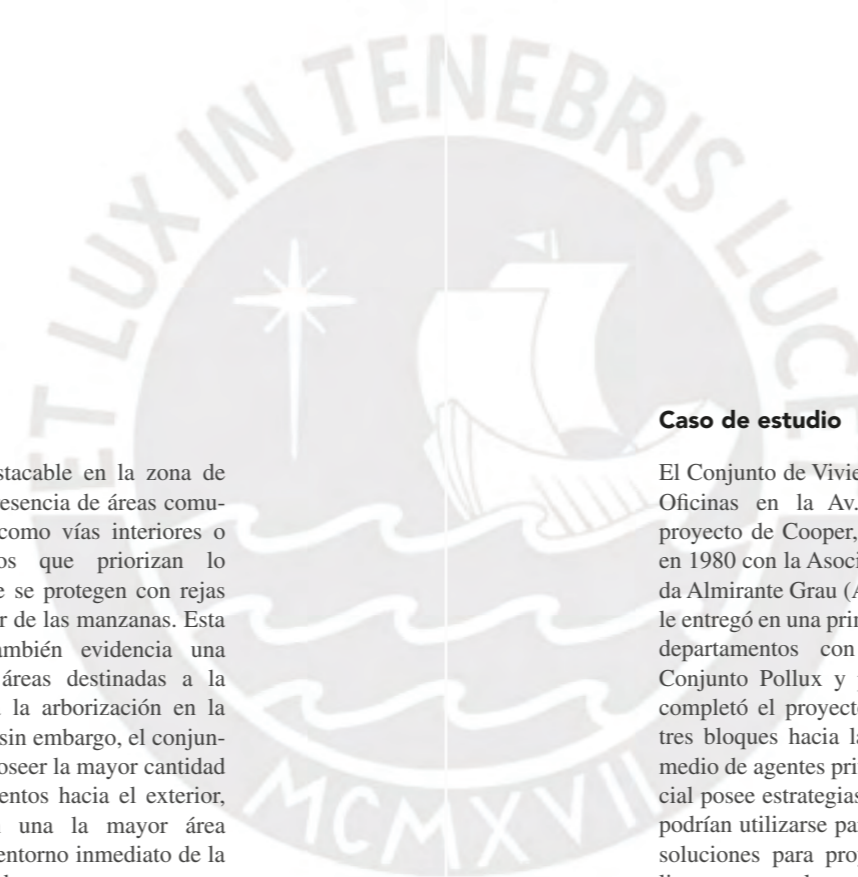 ET LUX IN TENEBRIS LUCET
MCMXVII
stacable en la zona de
esencia de áreas comu-
como vías interiores o
os que priorizan lo
e se protegen con rejas
r de las manzanas. Esta
ambién evidencia una
áreas destinadas a la
la arborización en la
sin embargo, el conjun-
oseer la mayor cantidad
entos hacia el exterior,
una la mayor área
entorno inmediato de la
Caso de estudio
El Conjunto de Vivie
Oficinas en la Av.
proyecto de Cooper,
en 1980 con la Asoci
da Almirante Grau (A
le entregó en una prin
departamentos con
Conjunto Pollux y
completó el proyecto
tres bloques hacia la
medio de agentes pri
cial posee estrategias
podrían utilizarse par
soluciones para proy